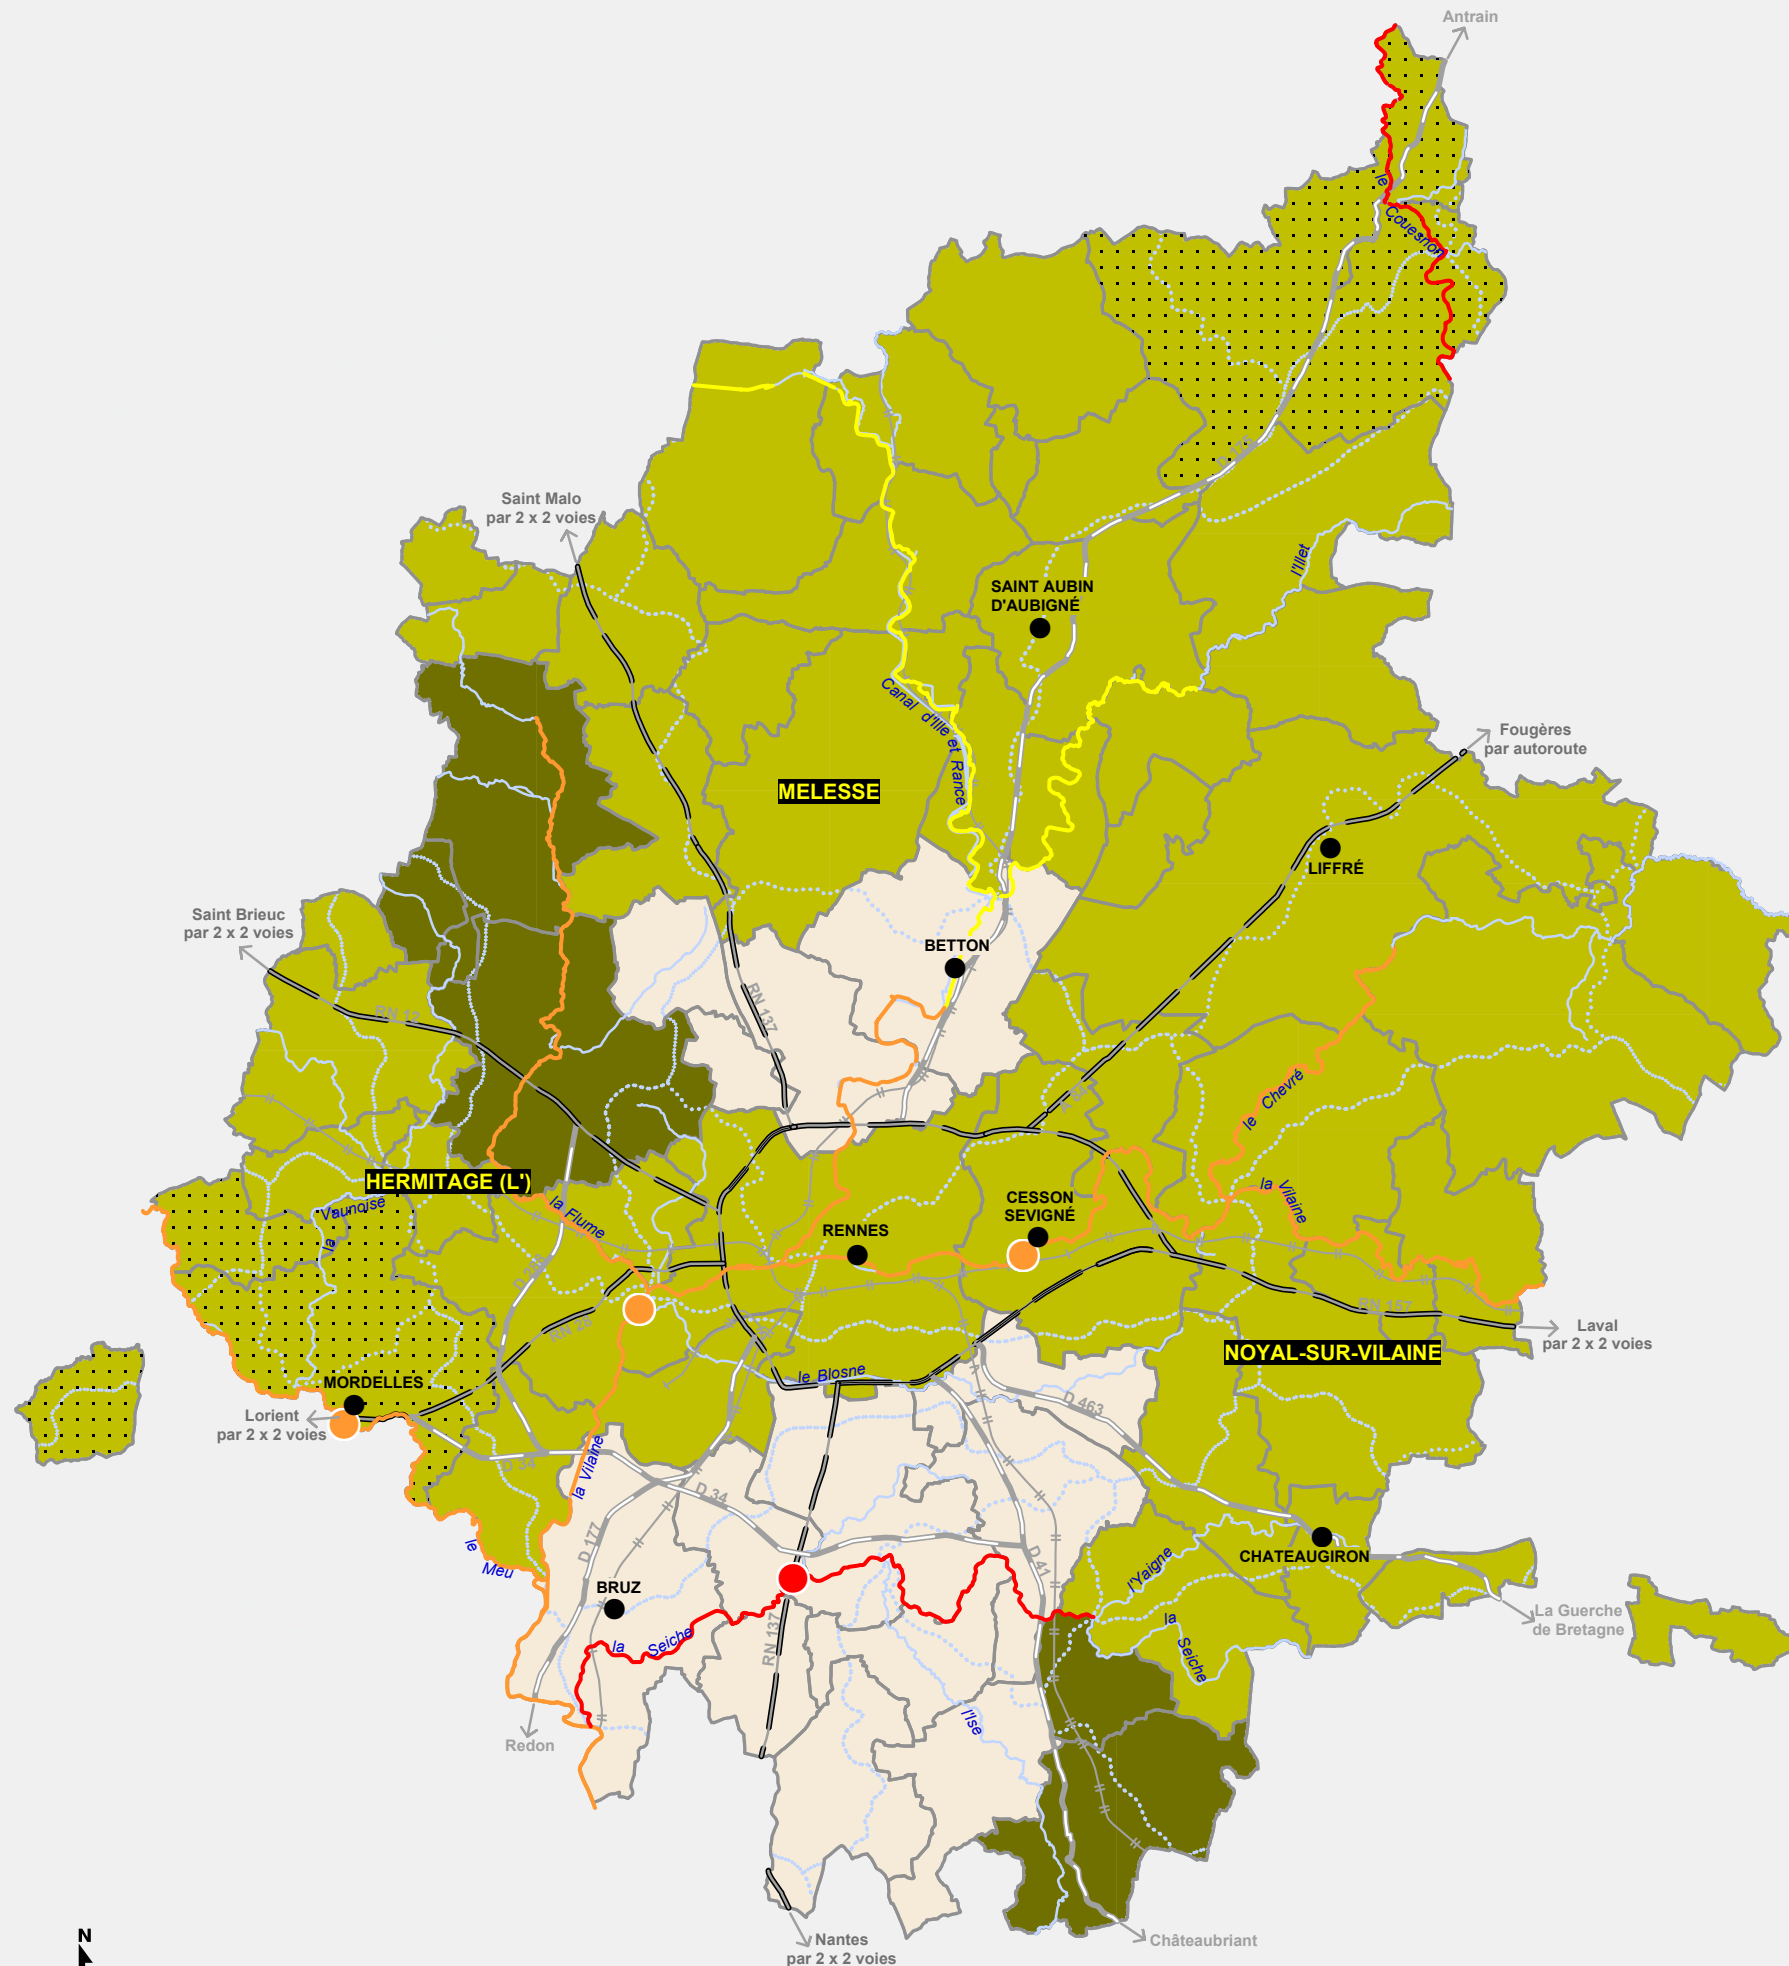 Antrain
le
Couesnon
Saint Malo
par 2 x 2 voies
l'Illet
SAINT AUBIN
D'AUBIGNÉ
Canal d'Ille et Rance
Fougères
par autoroute
MELESSE
LIFFRÉ
Saint Brieuc
par 2 x 2 voies
BETTON
RN 12
RN 137
le Chevré
HERMITAGE (L')
la Vaunoise
la Flume
la Vilaine
CESSON
SEVIGNÉ
RENNES
RN 157
Laval
par 2 x 2 voies
NOYAL-SUR-VILAINE
le Blosne
MORDELLES
Lorient
par 2 x 2 voies
D 463
D 34
la Vilaine
D 34
D 177
D 41
le Meu
CHATEAUGIRON
l'Yaigne
BRUZ
la Seiche
RN 137
la Seiche
La Guerche
de Bretagne
l'Ise
Redon
N
Nantes
par 2 x 2 voies
Châteaubriant